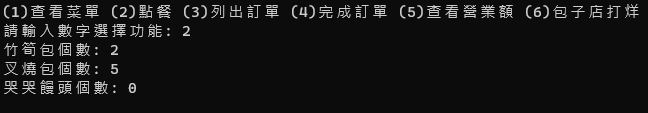 (1)查看菜單 (2)點餐 (3)列出訂單 (4)完成訂單 (5)查看營業額 (6)包子店打烊
請輸入數字選擇功能: 2
竹筍包個數: 2
叉燒包個數: 5
哭哭饅頭個數: 0